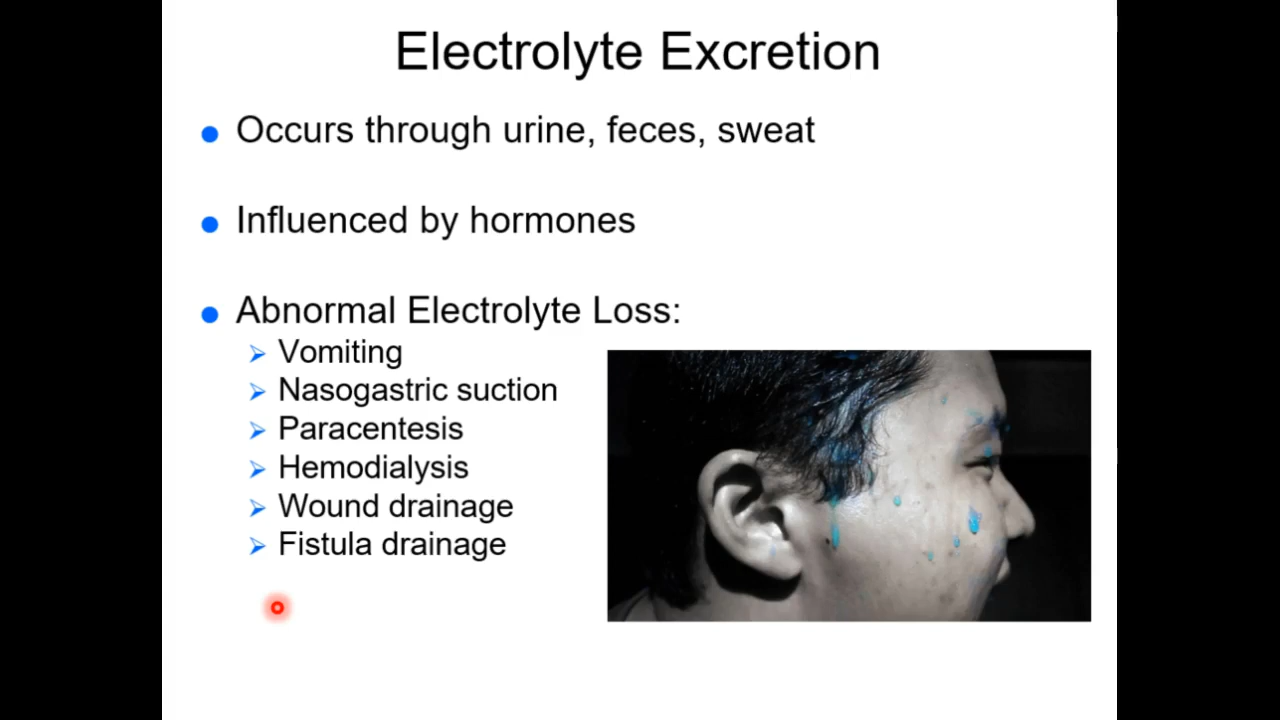 Electrolyte Excretion
Occurs through urine, feces, sweat
Influenced by hormones
Abnormal Electrolyte Loss:
Vomiting
Nasogastric suction
Paracentesis
Hemodialysis
Wound drainage
Fistula drainage